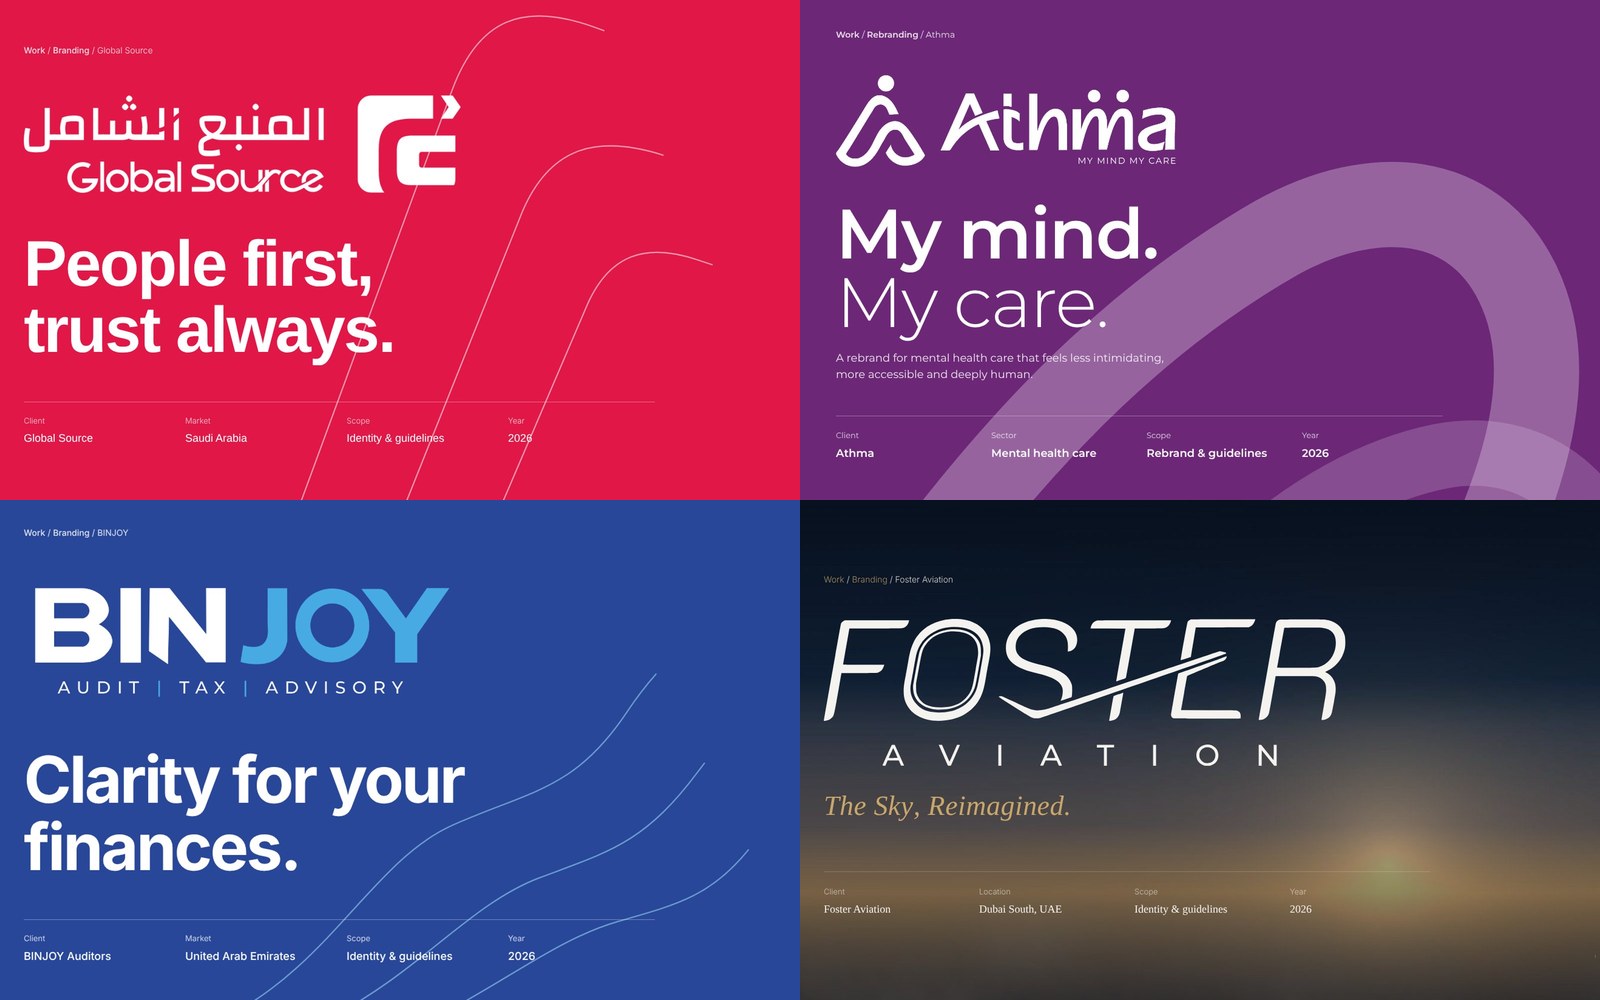 Work / Branding / Global Source
المنبع الشامل
Global Source
People first,
trust always.
Client
Market
Scope
Year
Global Source
Saudi Arabia
Identity & guidelines
2026
Work / Rebranding / Athma
Athma
MY MIND MY CARE
My mind.
My care.
A rebrand for mental health care that feels less intimidating,
more accessible and deeply human.
Client
Sector
Scope
Year
Athma
Mental health care
Rebrand & guidelines
2026
Work / Branding / BINJOY
BINJOY
AUDIT | TAX | ADVISORY
Clarity for your
finances.
Client
Market
Scope
Year
BINJOY Auditors
United Arab Emirates
Identity & guidelines
2026
Work / Branding / Foster Aviation
FOSTER
AVIATION
The Sky, Reimagined.
Client
Location
Scope
Year
Foster Aviation
Dubai South, UAE
Identity & guidelines
2026